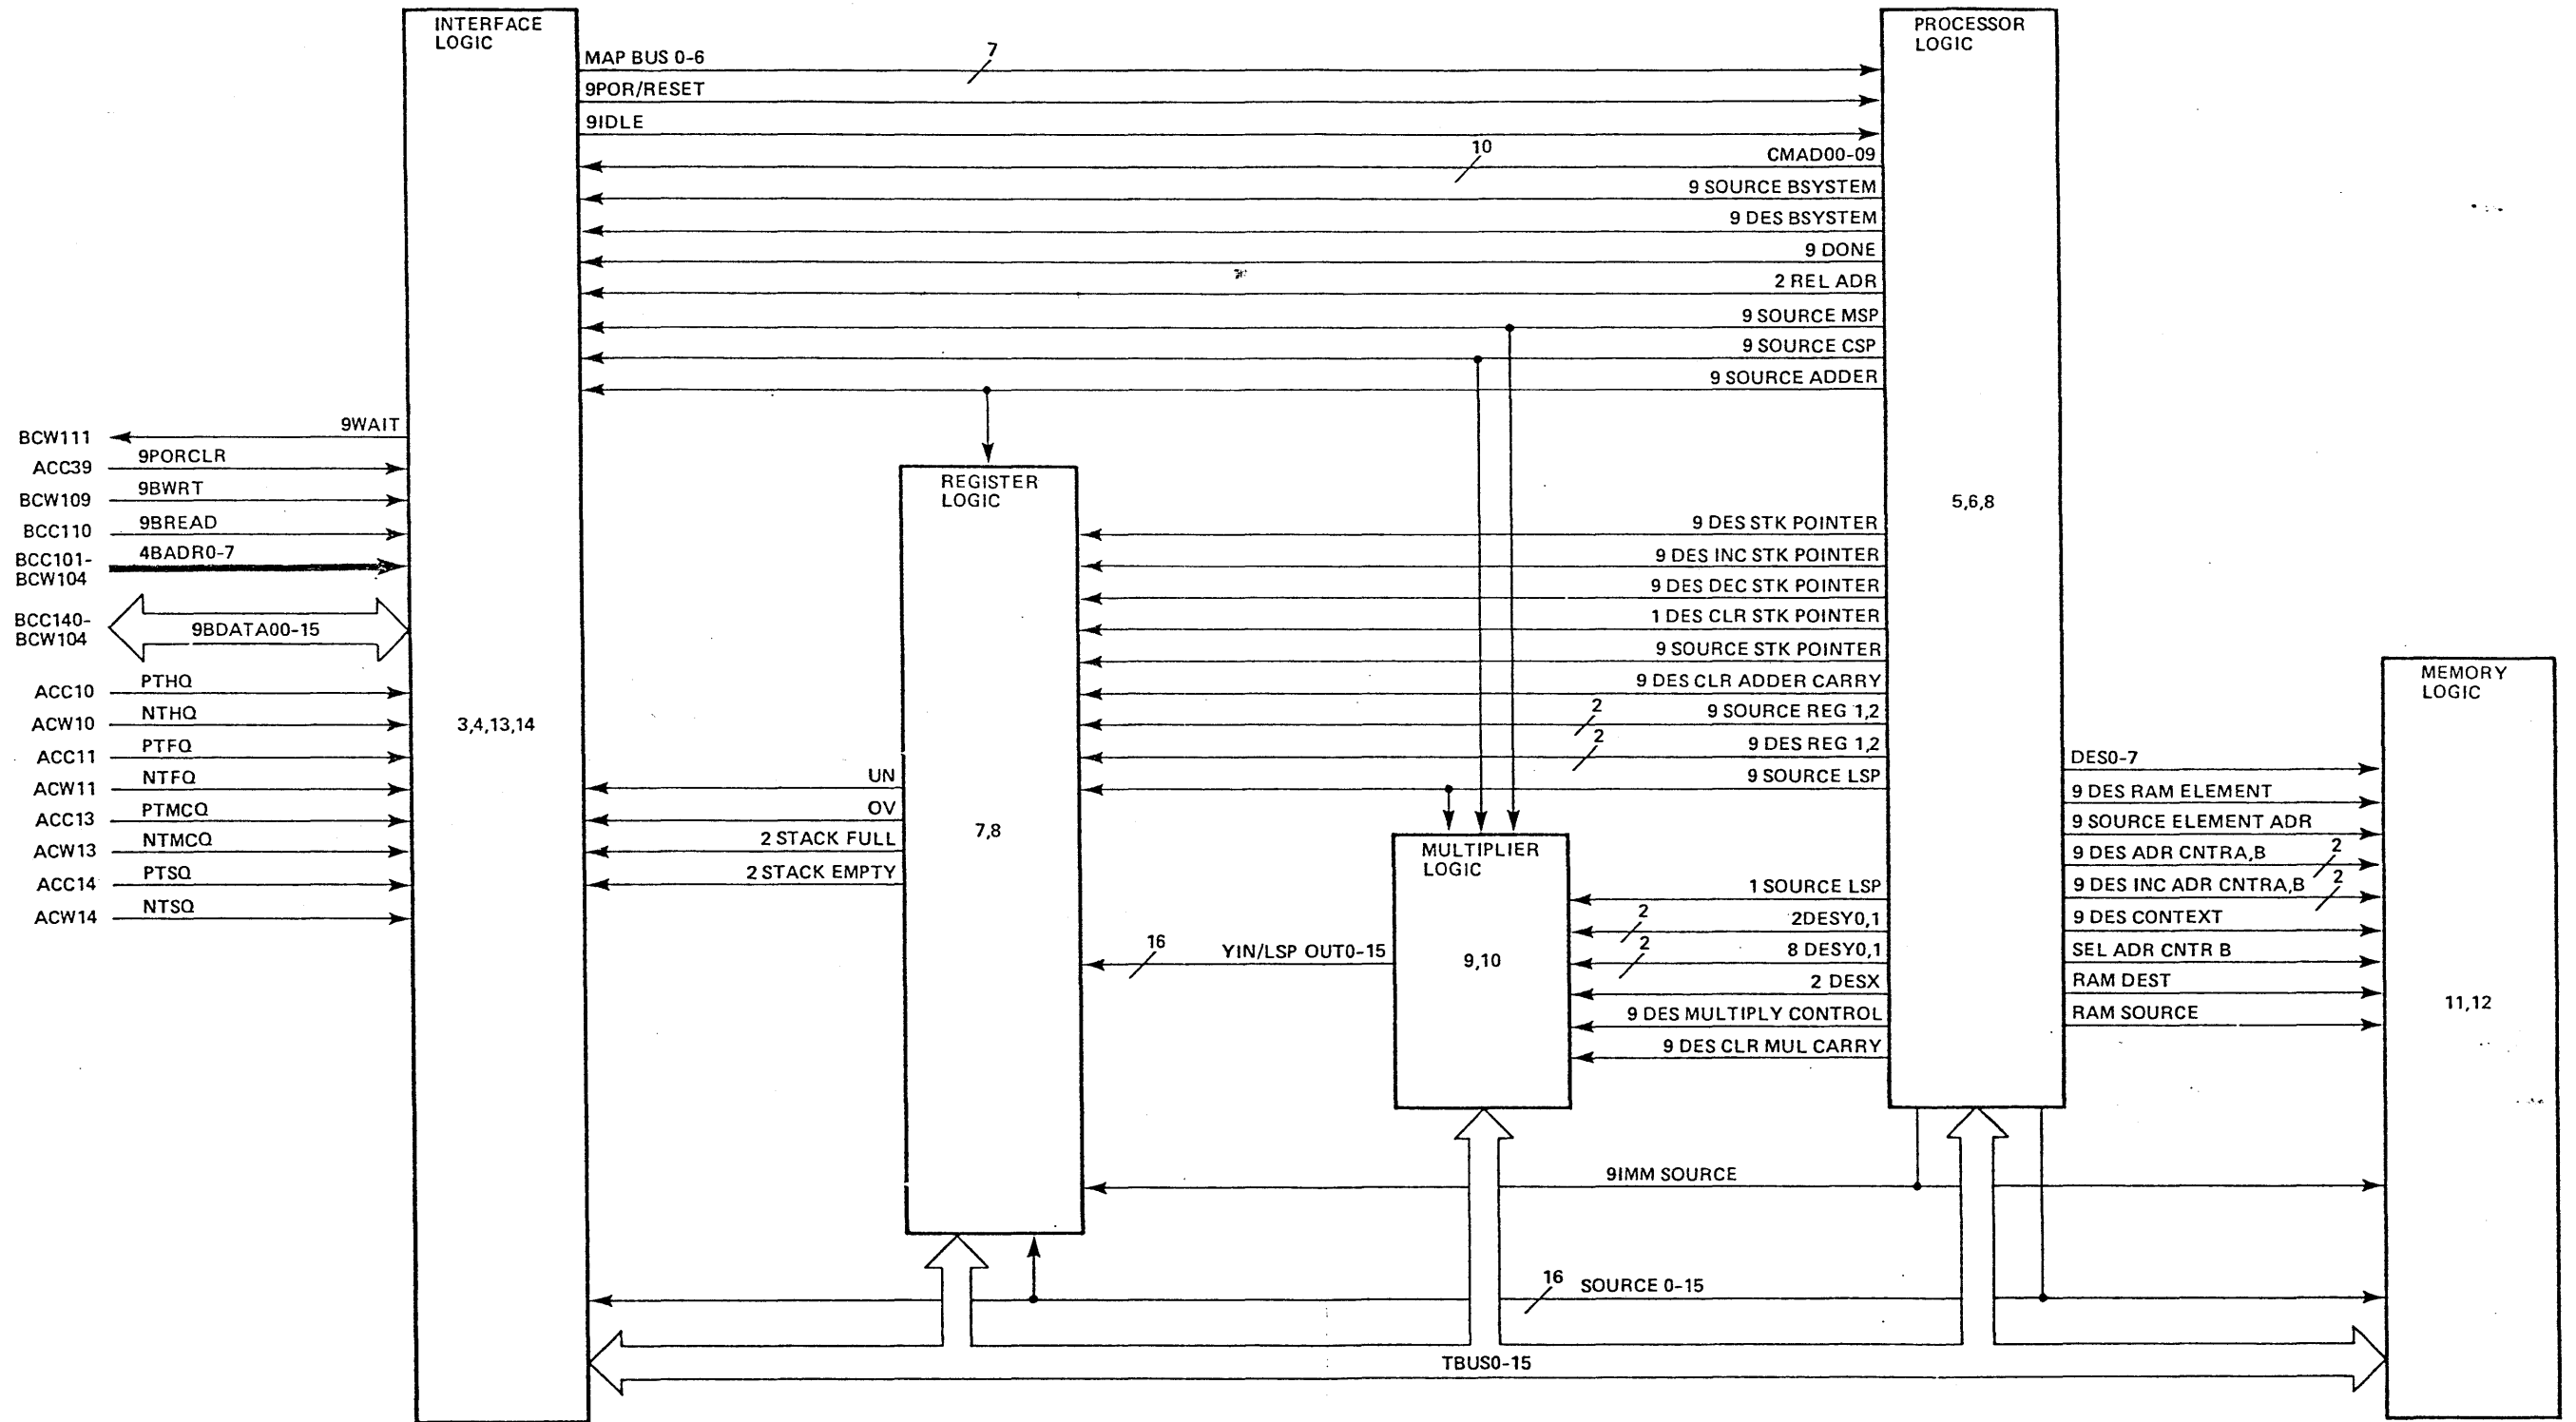 INTERFACE
LOGIC
PROCESSOR
LOGIC
MAP BUS 0-6
7
9POR/RESET
9IDLE
10
CMAD00-09
9 SOURCE BSYSTEM
9 DES BSYSTEM
9 DONE
2 REL ADR
9 SOURCE MSP
9 SOURCE CSP
9 SOURCE ADDER
BCW111
9WAIT
ACC39
9PORCLR
BCW109
9BWRT
BCC110
9BREAD
BCC101-
BCW104
4BADR0-7
BCC140-
BCW104
9BDATA00-15
ACC10
PTHQ
ACW10
NTHQ
ACC11
PTFQ
ACW11
NTFQ
ACC13
PTMCQ
ACW13
NTMCQ
ACC14
PTSQ
ACW14
NTSQ
3,4,13,14
REGISTER
LOGIC
5,6,8
9 DES STK POINTER
9 DES INC STK POINTER
9 DES DEC STK POINTER
1 DES CLR STK POINTER
9 SOURCE STK POINTER
9 DES CLR ADDER CARRY
2
9 SOURCE REG 1,2
2
9 DES REG 1,2
9 SOURCE LSP
UN
OV
2 STACK FULL
2 STACK EMPTY
7,8
MULTIPLIER
LOGIC
1 SOURCE LSP
2
2DESY0,1
2
8 DESY0,1
2 DESX
9 DES MULTIPLY CONTROL
9 DES CLR MUL CARRY
16
YIN/LSP OUT0-15
9,10
MEMORY
LOGIC
DES0-7
9 DES RAM ELEMENT
9 SOURCE ELEMENT ADR
9 DES ADR CNTRA,B
2
9 DES INC ADR CNTRA,B
2
9 DES CONTEXT
SEL ADR CNTR B
RAM DEST
RAM SOURCE
11,12
9IMM SOURCE
16
SOURCE 0-15
TBUS0-15